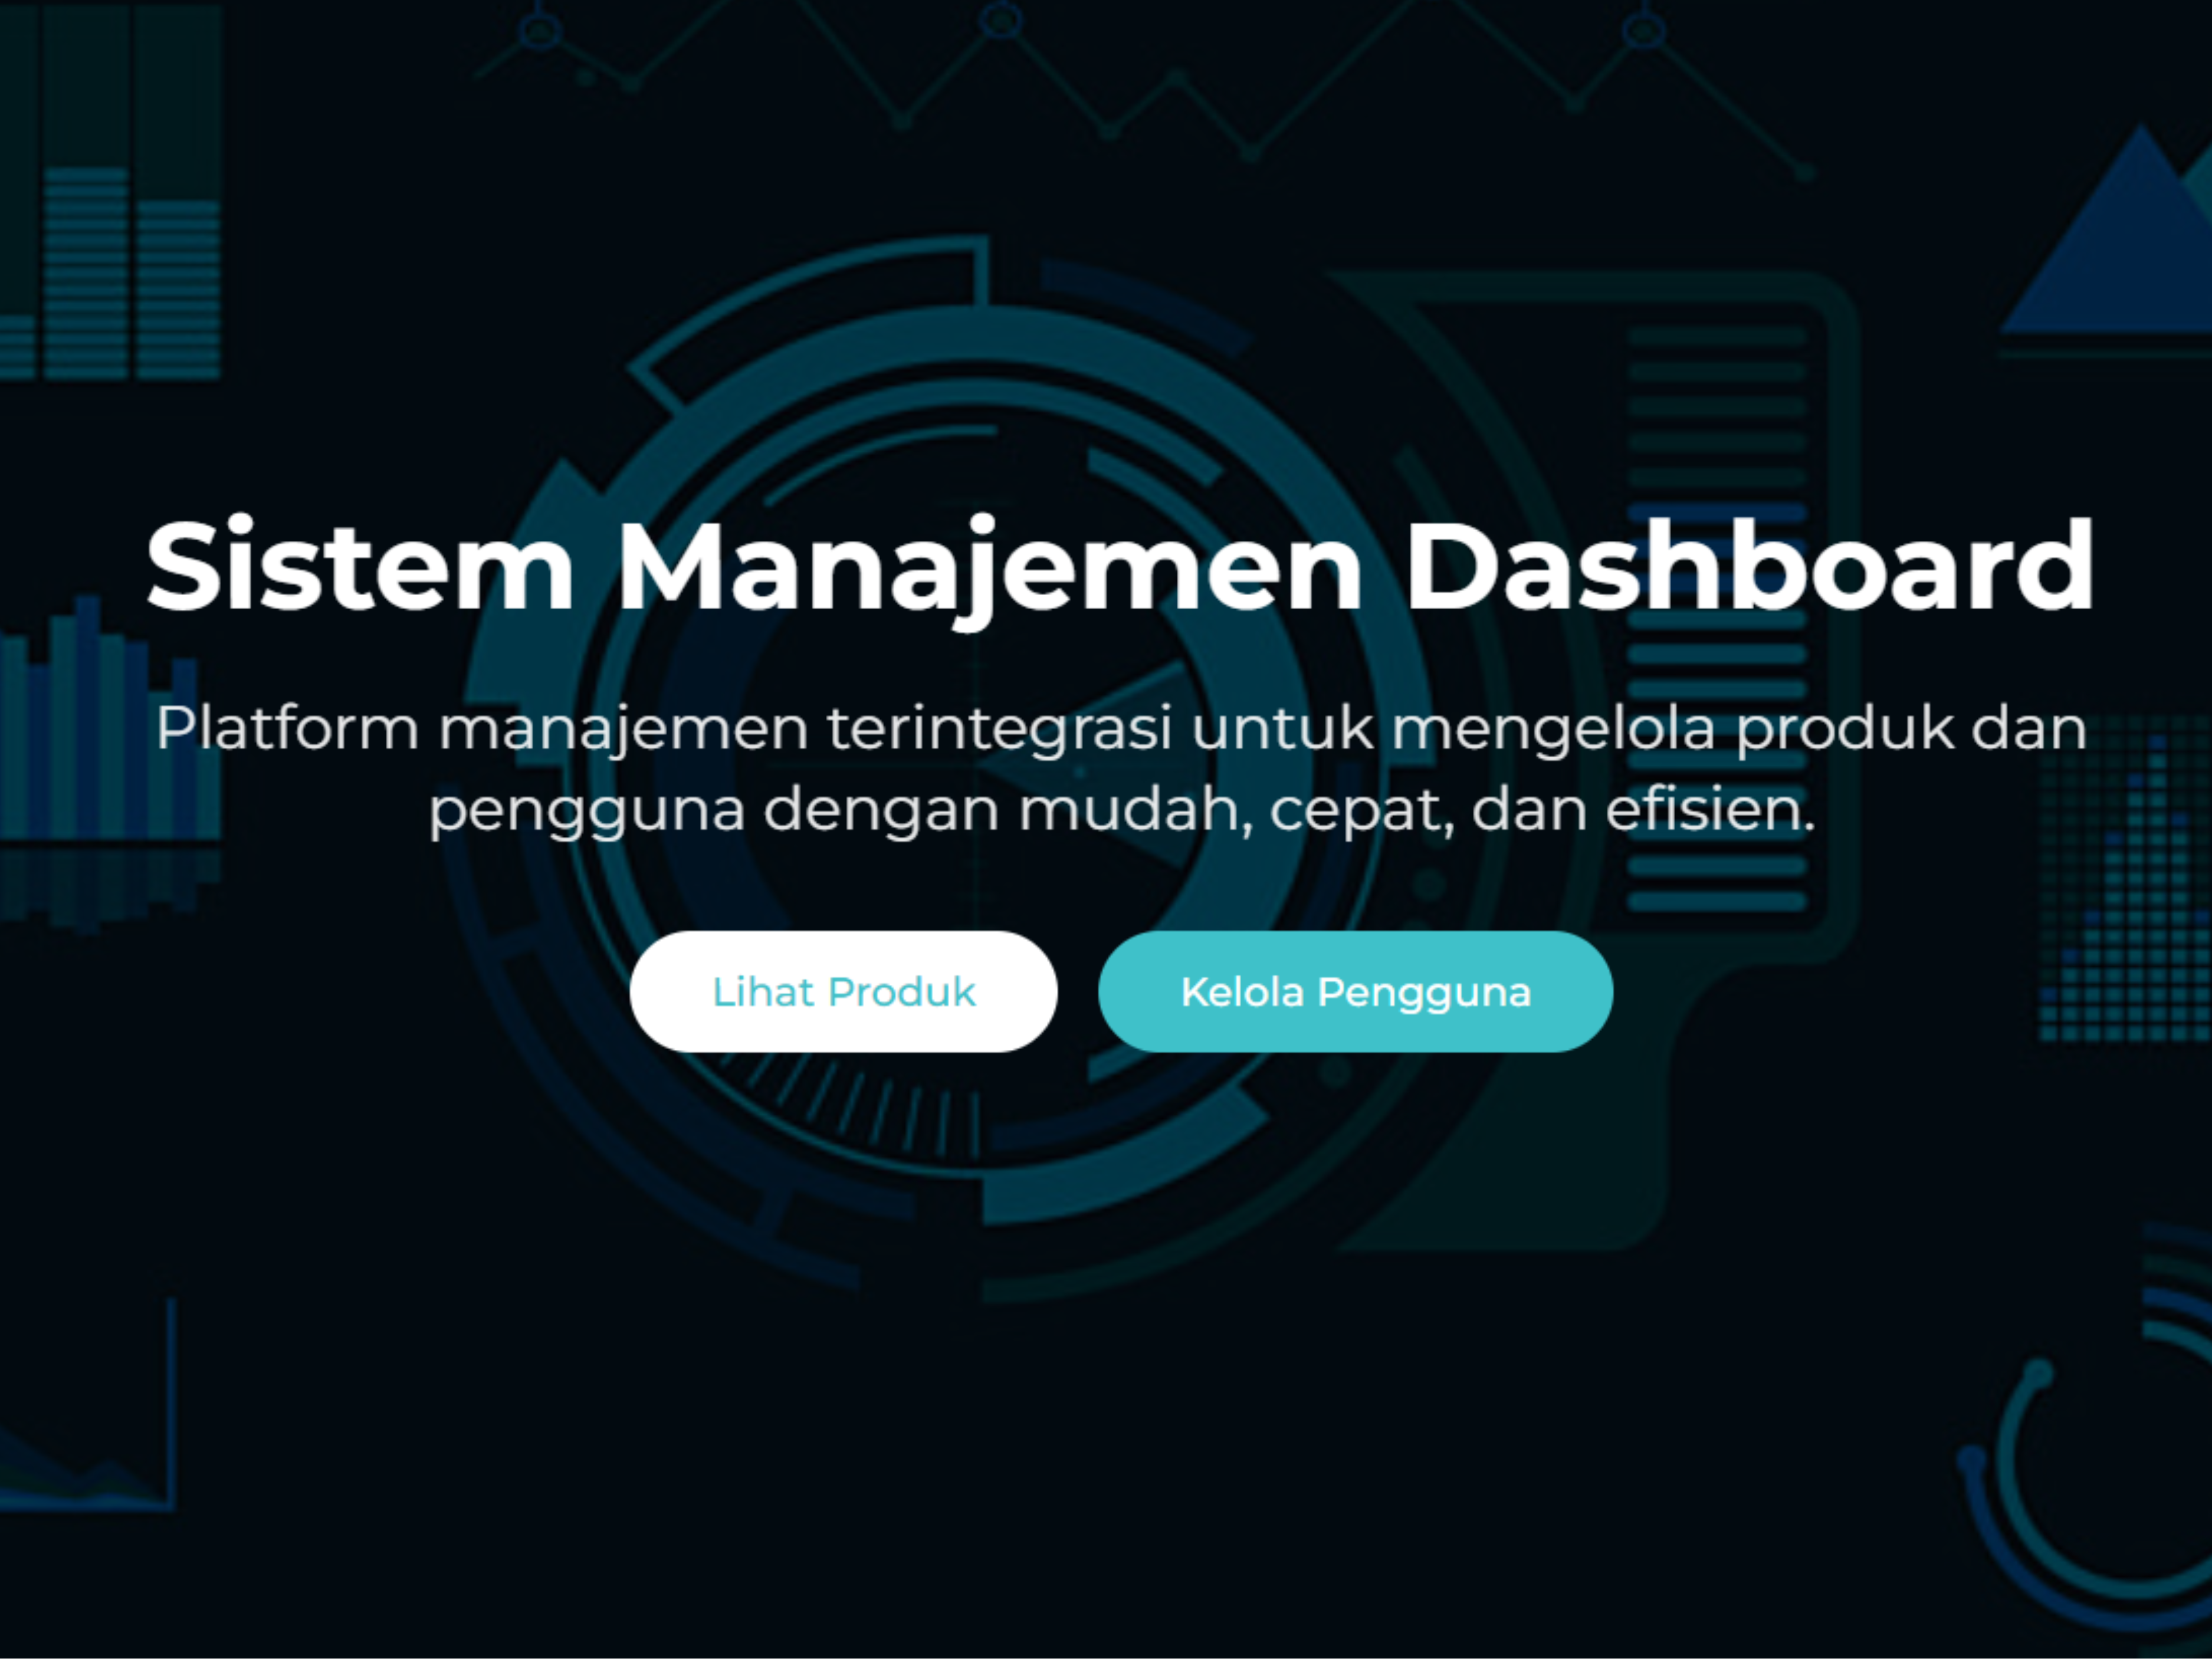 Sistem Manajemen Dashboard
Platform manajemen terintegrasi untuk mengelola produk dan
pengguna dengan mudah, cepat, dan efisien.
Lihat Produk
Kelola Pengguna